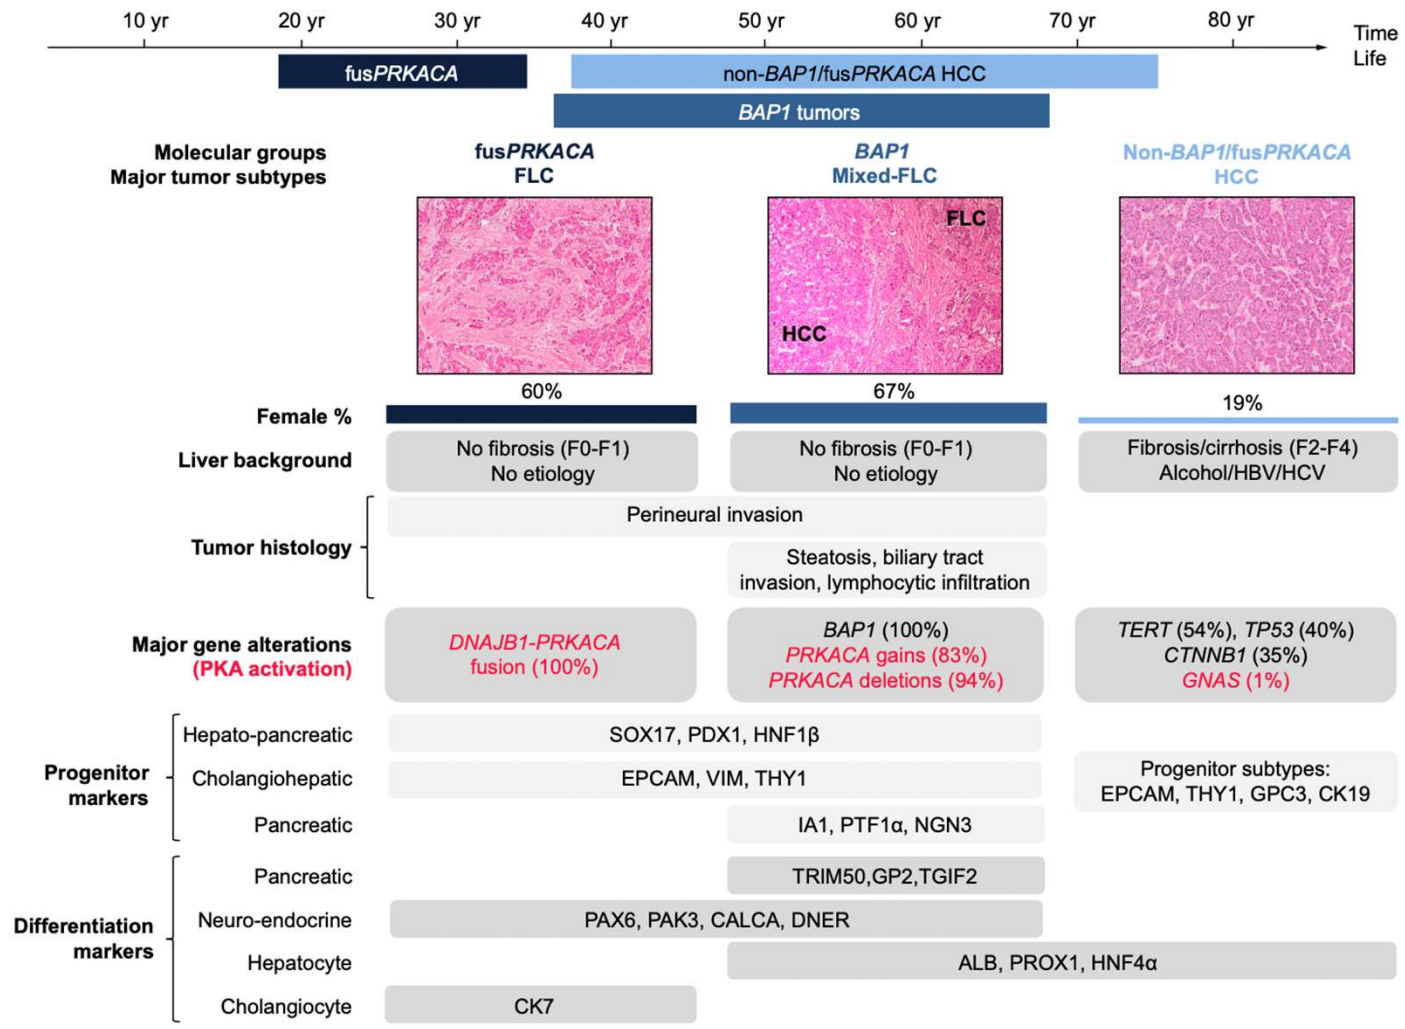 10 yr 20 yr 30 yr 40 yr 50 yr 60 yr 70 yr 80 yr
Time
Life
fusPRKACA
non-BAP1/fusPRKACA HCC
BAP1 tumors
Molecular groups
Major tumor subtypes
fusPRKACA
FLC
BAP1
Mixed-FLC
Non-BAP1/fusPRKACA
HCC
FLC
HCC
Female %
60%
67%
19%
Liver background
No fibrosis (F0-F1)
No etiology
No fibrosis (F0-F1)
No etiology
Fibrosis/cirrhosis (F2-F4)
Alcohol/HBV/HCV
Tumor histology
Perineural invasion
Steatosis, biliary tract
invasion, lymphocytic infiltration
Major gene alterations
(PKA activation)
DNAJB1-PRKACA
fusion (100%)
BAP1 (100%)
PRKACA gains (83%)
PRKACA deletions (94%)
TERT (54%), TP53 (40%)
CTNNB1 (35%)
GNAS (1%)
Progenitor
markers
Hepato-pancreatic
SOX17, PDX1, HNF1β
Cholangiohepatic
EPCAM, VIM, THY1
Progenitor subtypes:
EPCAM, THY1, GPC3, CK19
Pancreatic
IA1, PTF1α, NGN3
Differentiation
markers
Pancreatic
TRIM50,GP2,TGIF2
Neuro-endocrine
PAX6, PAK3, CALCA, DNER
Hepatocyte
ALB, PROX1, HNF4α
Cholangiocyte
CK7